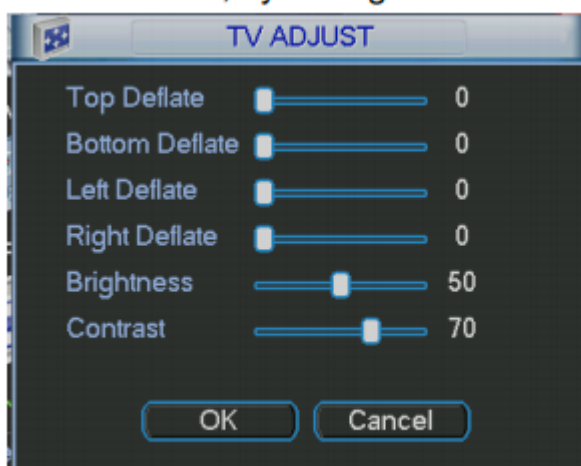 TV ADJUST
Top Deflate 0
Bottom Deflate 0
Left Deflate 0
Right Deflate 0
Brightness 50
Contrast 70
OK Cancel